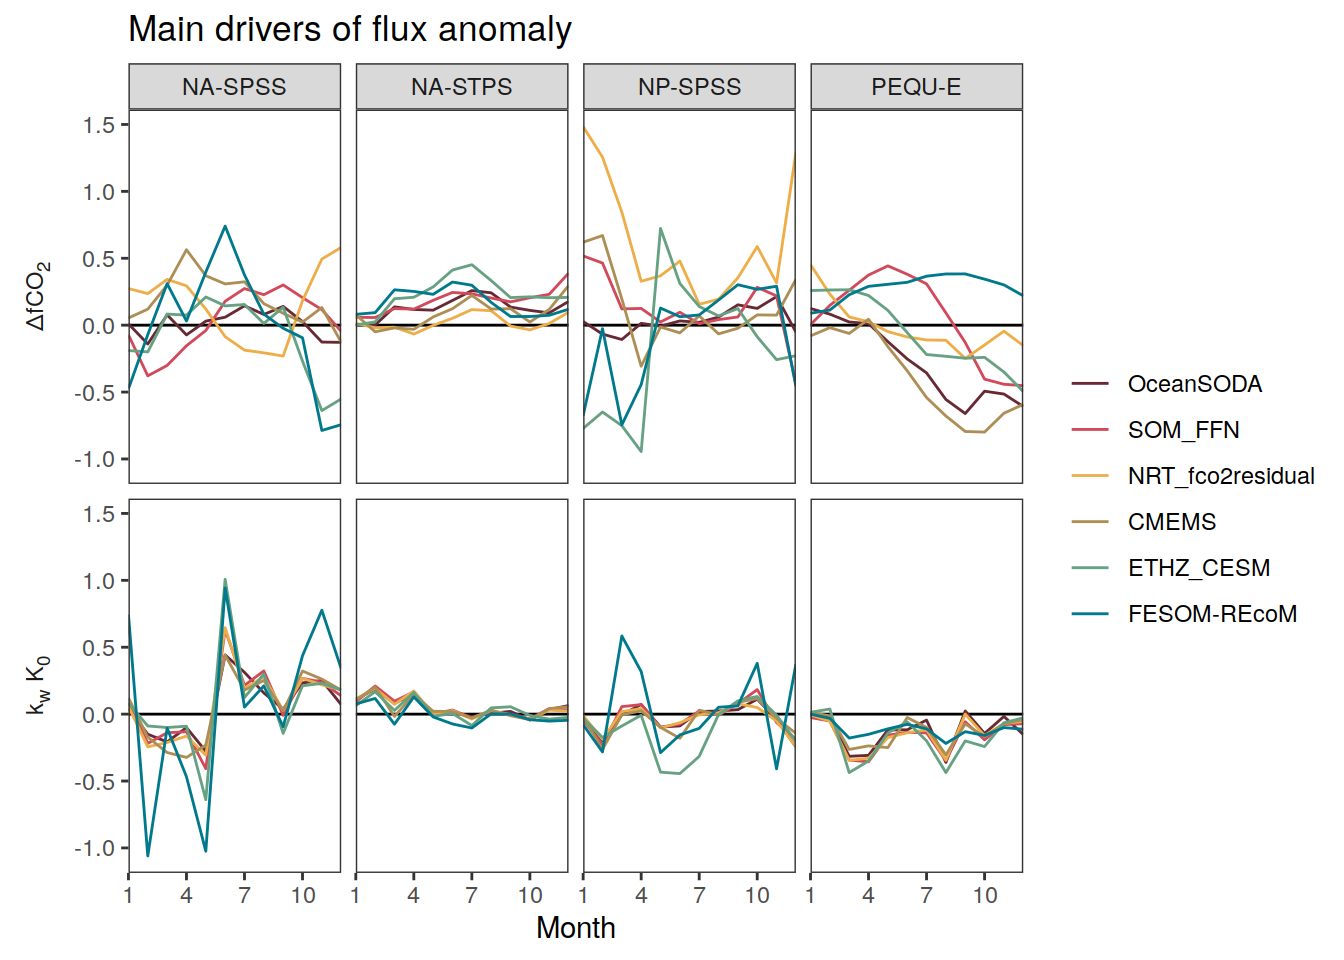 Main drivers of flux anomaly
NA-SPSS NA-STPS NP-SPSS PEQU-E
ΔfCO₂
1.5
1.0
0.5
0.0
-0.5
-1.0
kw K₀
1.5
1.0
0.5
0.0
-0.5
-1.0
1 4 7 10 1 4 7 10 1 4 7 10 1 4 7 10
Month
OceanSODA
SOM_FFN
NRT_fco2residual
CMEMS
ETHZ_CESM
FESOM-REcoM